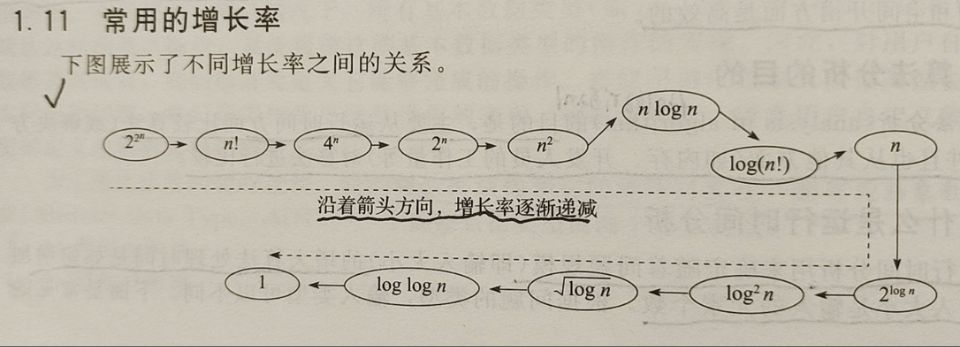 1.11 常用的增长率
下图展示了不同增长率之间的关系。
2^{2^n} n! 4^n 2^n n^2 n log n log(n!) n
沿着箭头方向，增长率逐渐递减
1 log log n √log n log^2 n 2^{log n}